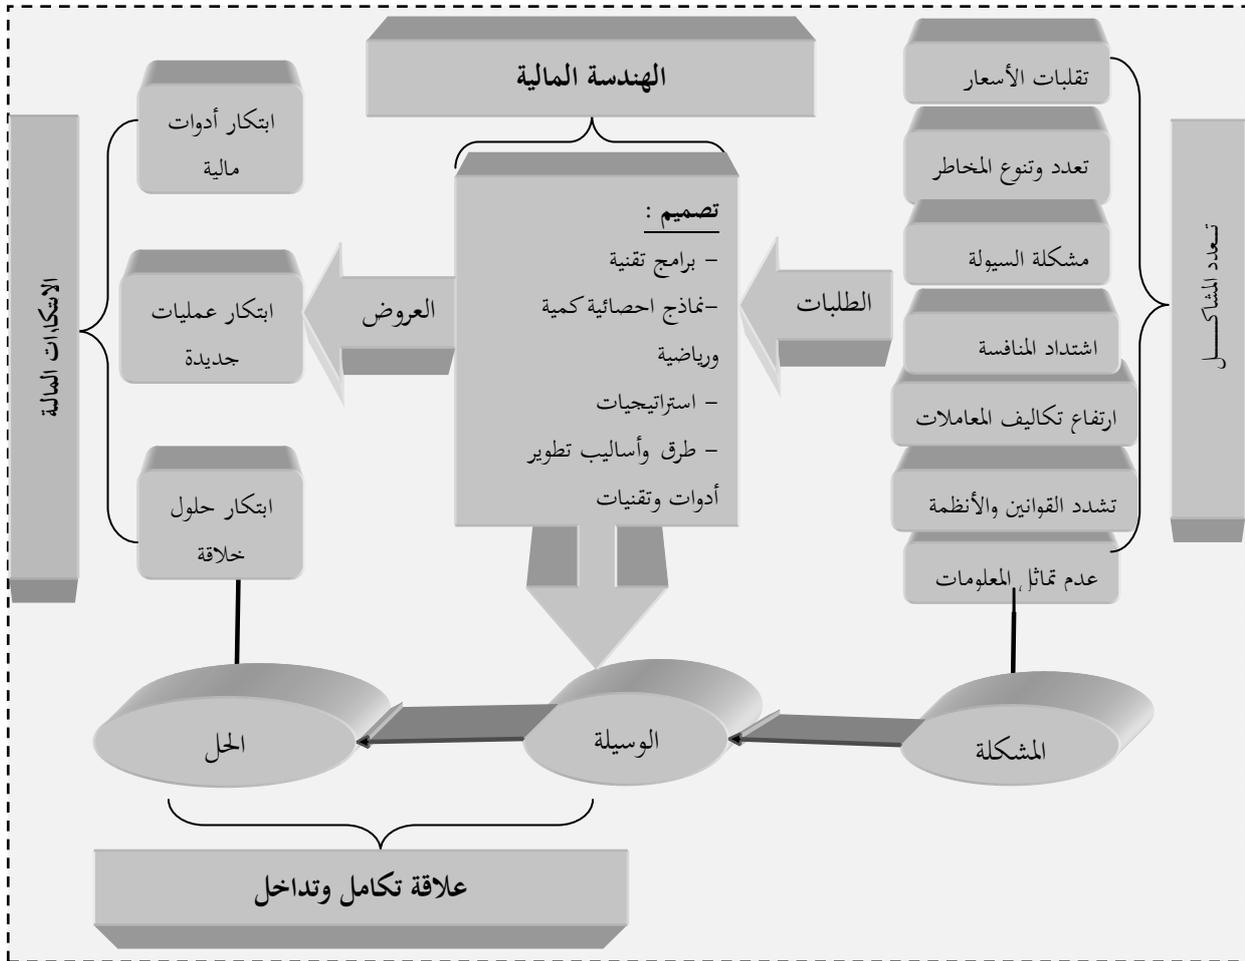 الهندسة المالية
تعدد المشاكل
تقلبات الأسعار
تعدد وتنوع المخاطر
مشكلة السيولة
اشتداد المنافسة
ارتفاع تكاليف المعاملات
تشدد القوانين والأنظمة
عدم تماثل المعلومات
الطلبات
تصميم :
– برامج تقنية
–نماذج احصائية كمية
ورياضية
– استراتيجيات
– طرق وأساليب تطوير
أدوات وتقنيات
العروض
ابتكار أدوات
مالية
ابتكار عمليات
جديدة
ابتكار حلول
خلاقة
الابتكارات المالية
المشكلة
الوسيلة
الحل
علاقة تكامل وتداخل